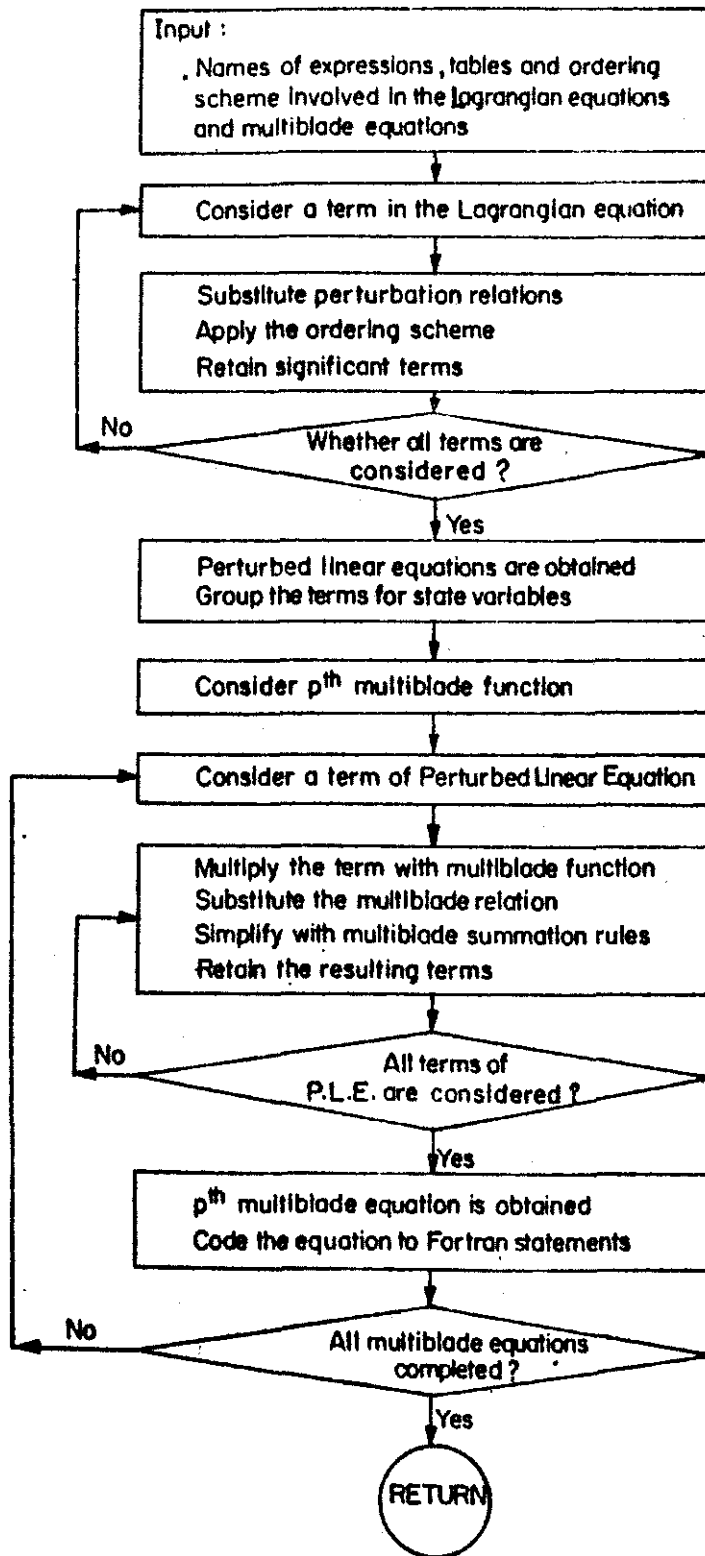 Input :
. Names of expressions, tables and ordering
scheme involved in the Lagrangian equations
and multiblade equations
Consider a term in the Lagrangian equation
Substitute perturbation relations
Apply the ordering scheme
Retain significant terms
No
Whether all terms are
considered ?
Yes
Perturbed linear equations are obtained
Group the terms for state variables
Consider pth multiblade function
Consider a term of Perturbed Linear Equation
Multiply the term with multiblade function
Substitute the multiblade relation
Simplify with multiblade summation rules
Retain the resulting terms
No
All terms of
P.L.E. are considered ?
Yes
pth multiblade equation is obtained
Code the equation to Fortran statements
No
All multiblade equations
completed ?
Yes
RETURN